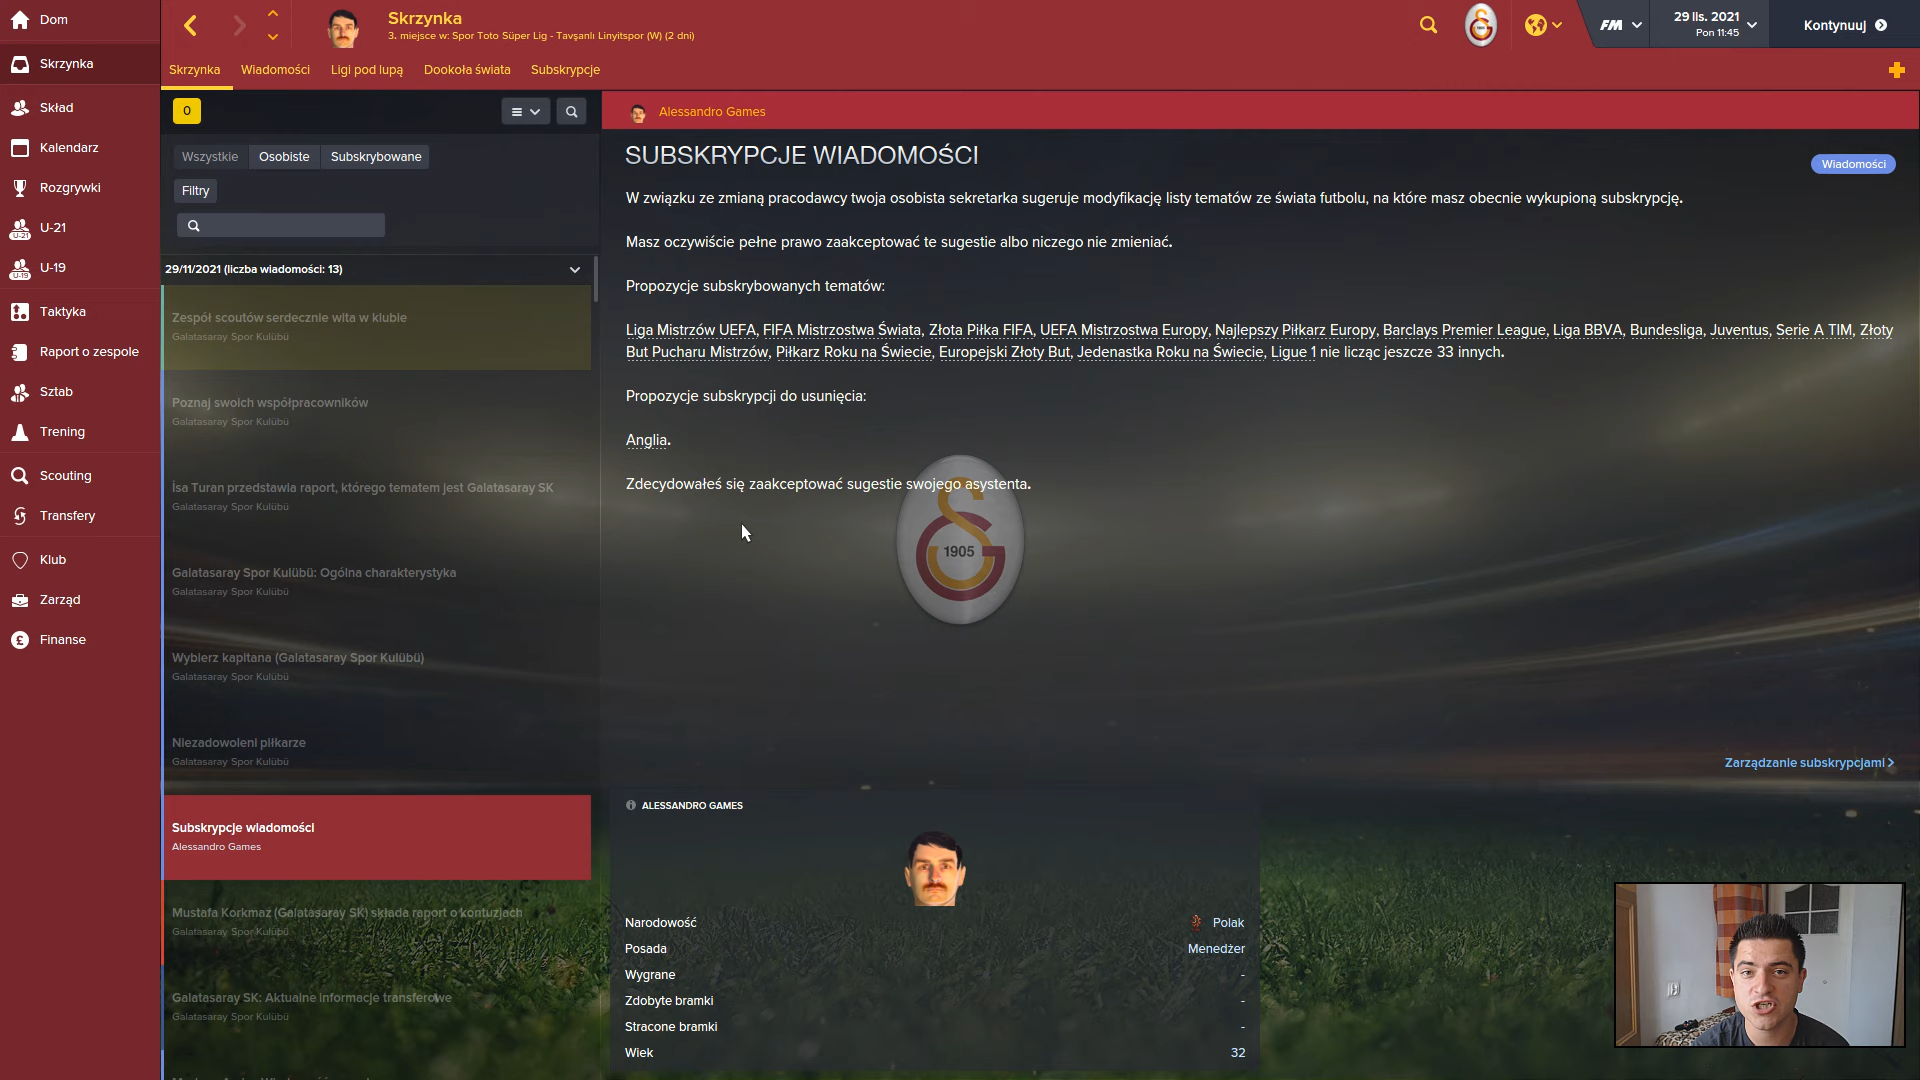 Dom
Skrzynka
Skład
Kalendarz
Rozgrywki
U-21
U-21
U-19
U-19
Taktyka
Raport o zespole
Sztab
Trening
Scouting
Transfery
Klub
Zarząd
Finanse
Skrzynka
3. miejsce w: Spor Toto Süper Lig - Tavşanlı Linyitspor (W) (2 dni)
FM
29 lis. 2021
Pon 11:45
Kontynuuj
Skrzynka
Wiadomości
Ligi pod lupą
Dookoła świata
Subskrypcje
0
Wszystkie
Osobiste
Subskrybowane
Filtry
29/11/2021 (liczba wiadomości: 13)
Zespół scoutów serdecznie wita w klubie
Galatasaray Spor Kulübü
Poznaj swoich współpracowników
Galatasaray Spor Kulübü
İsa Turan przedstawia raport, którego tematem jest Galatasaray SK
Galatasaray Spor Kulübü
Galatasaray Spor Kulübü: Ogólna charakterystyka
Galatasaray Spor Kulübü
Wybierz kapitana (Galatasaray Spor Kulübü)
Galatasaray Spor Kulübü
Niezadowoleni piłkarze
Galatasaray Spor Kulübü
Subskrypcje wiadomości
Alessandro Games
Mustafa Korkmaz (Galatasaray SK) składa raport o kontuzjach
Galatasaray Spor Kulübü
Galatasaray SK: Aktualne informacje transferowe
Galatasaray Spor Kulübü
Alessandro Games
SUBSKRYPCJE WIADOMOŚCI
Wiadomości
W związku ze zmianą pracodawcy twoja osobista sekretarka sugeruje modyfikację listy tematów ze świata futbolu, na które masz obecnie wykupioną subskrypcję.
Masz oczywiście pełne prawo zaakceptować te sugestie albo niczego nie zmieniać.
Propozycje subskrybowanych tematów:
Liga Mistrzów UEFA, FIFA Mistrzostwa Świata, Złota Piłka FIFA, UEFA Mistrzostwa Europy, Najlepszy Piłkarz Europy, Barclays Premier League, Liga BBVA, Bundesliga, Juventus, Serie A TIM, Złoty
But Pucharu Mistrzów, Piłkarz Roku na Świecie, Europejski Złoty But, Jedenastka Roku na Świecie, Ligue 1 nie licząc jeszcze 33 innych.
Propozycje subskrypcji do usunięcia:
Anglia.
Zdecydowałeś się zaakceptować sugestie swojego asystenta.
1905
Zarządzanie subskrypcjami >
ALESSANDRO GAMES
Narodowość Polak
Posada Menedżer
Wygrane -
Zdobyte bramki -
Stracone bramki -
Wiek 32